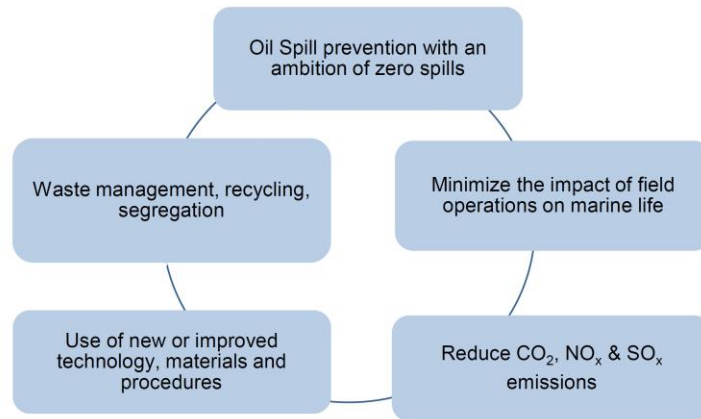 Oil Spill prevention with an
ambition of zero spills
Minimize the impact of field
operations on marine life
Reduce CO₂, NOₓ & SOₓ
emissions
Use of new or improved
technology, materials and
procedures
Waste management, recycling,
segregation